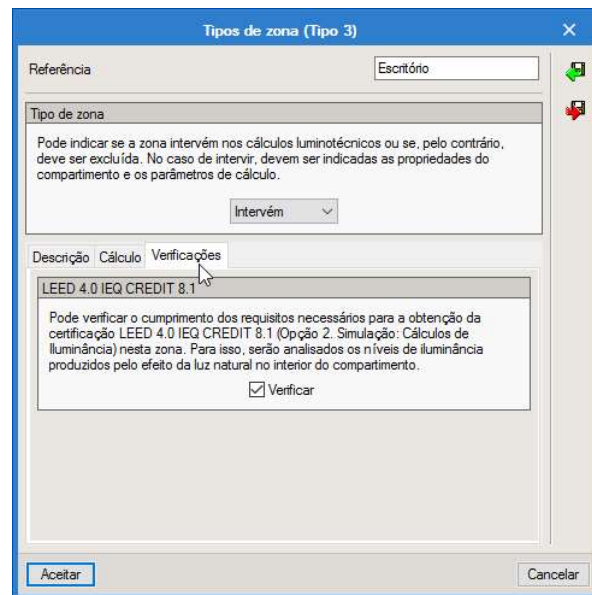 Tipos de zona (Tipo 3)
Referência
Escritório
Tipo de zona
Pode indicar se a zona intervém nos cálculos luminotécnicos ou se, pelo contrário,
deve ser excluída. No caso de intervir, devem ser indicadas as propriedades do
compartimento e os parâmetros de cálculo.
Intervém
Descrição Cálculo Verificações
LEED 4.0 IEQ CREDIT 8.1
Pode verificar o cumprimento dos requisitos necessários para a obtenção da
certificação LEED 4.0 IEQ CREDIT 8.1 (Opção 2. Simulação: Cálculos de
Iluminância) nesta zona. Para isso, serão analisados os níveis de iluminância
produzidos pelo efeito da luz natural no interior do compartimento.
Verificar
Aceitar
Cancelar